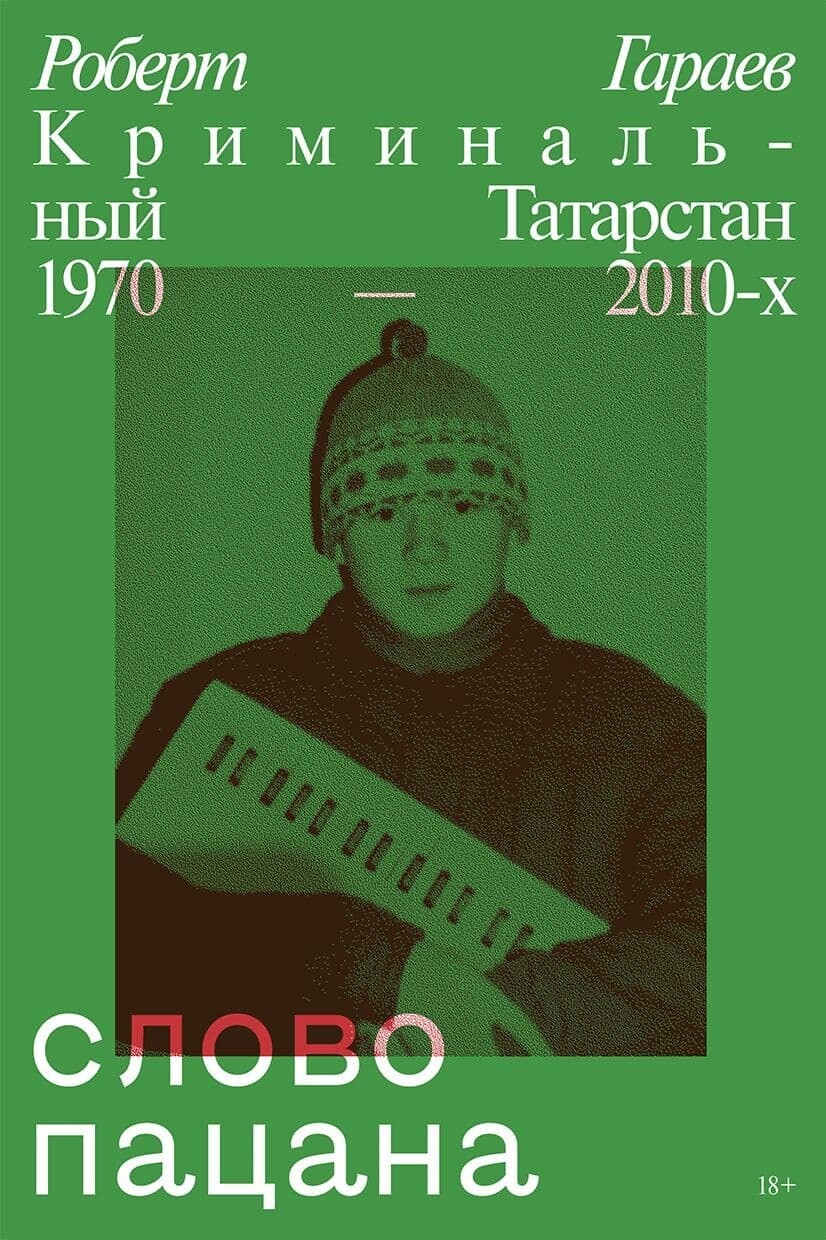 Роберт Гараев
Криминаль-
ный Татарстан
1970 — 2010-х
слово
пацана
18+